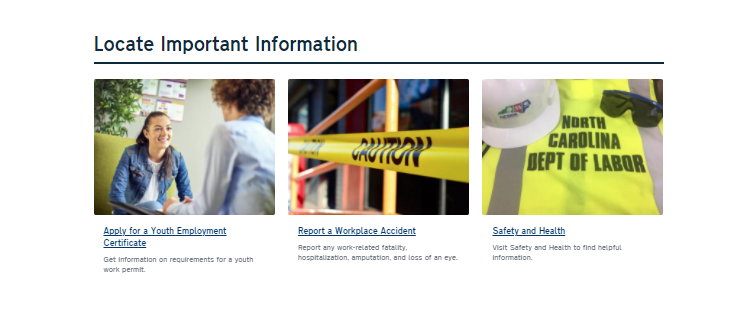 Locate Important Information
CAUTION
NORTH
CAROLINA
DEPT OF LABOR
Apply for a Youth Employment
Certificate
Get information on requirements for a youth
work permit.
Report a Workplace Accident
Report any work-related fatality,
hospitalization, amputation, and loss of an eye.
Safety and Health
Visit Safety and Health to find helpful
information.